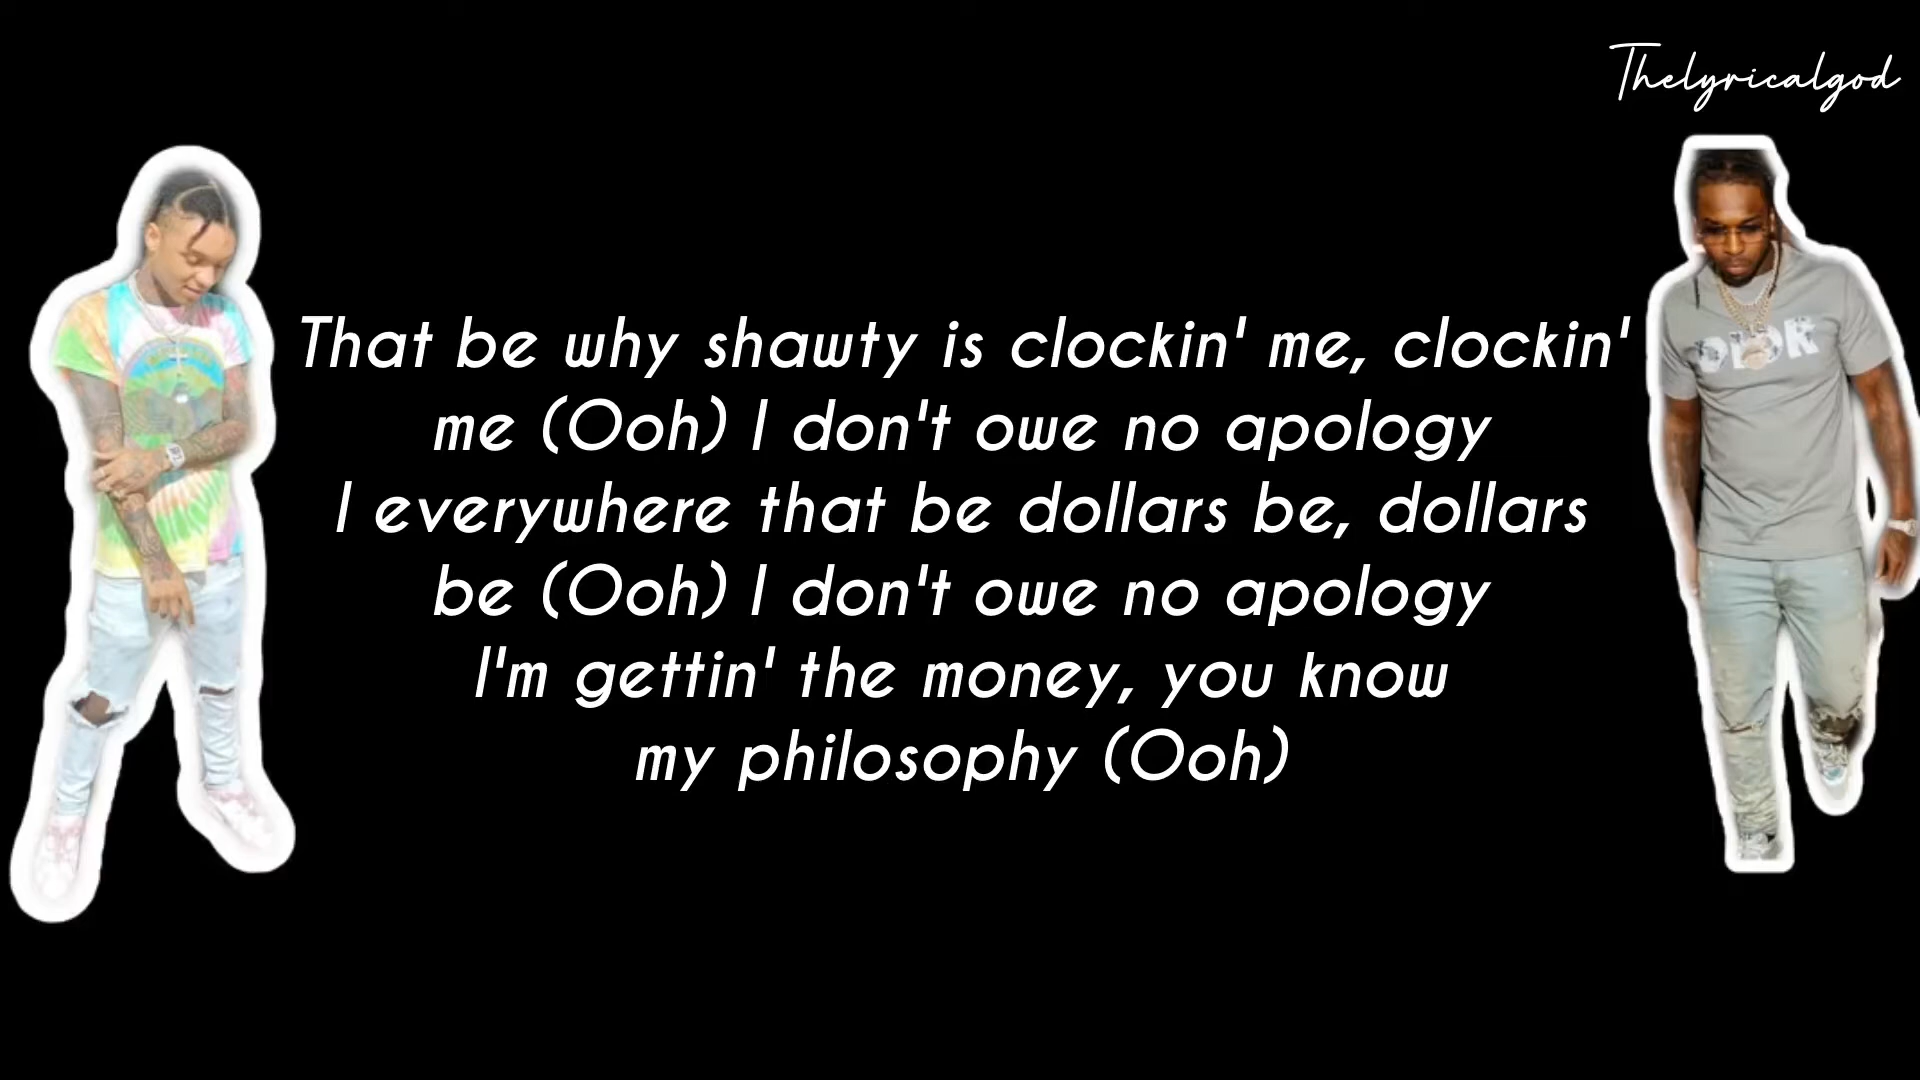 Thelyricalgod
That be why shawty is clockin' me, clockin'
me (Ooh) I don't owe no apology
I everywhere that be dollars be, dollars
be (Ooh) I don't owe no apology
I'm gettin' the money, you know
my philosophy (Ooh)